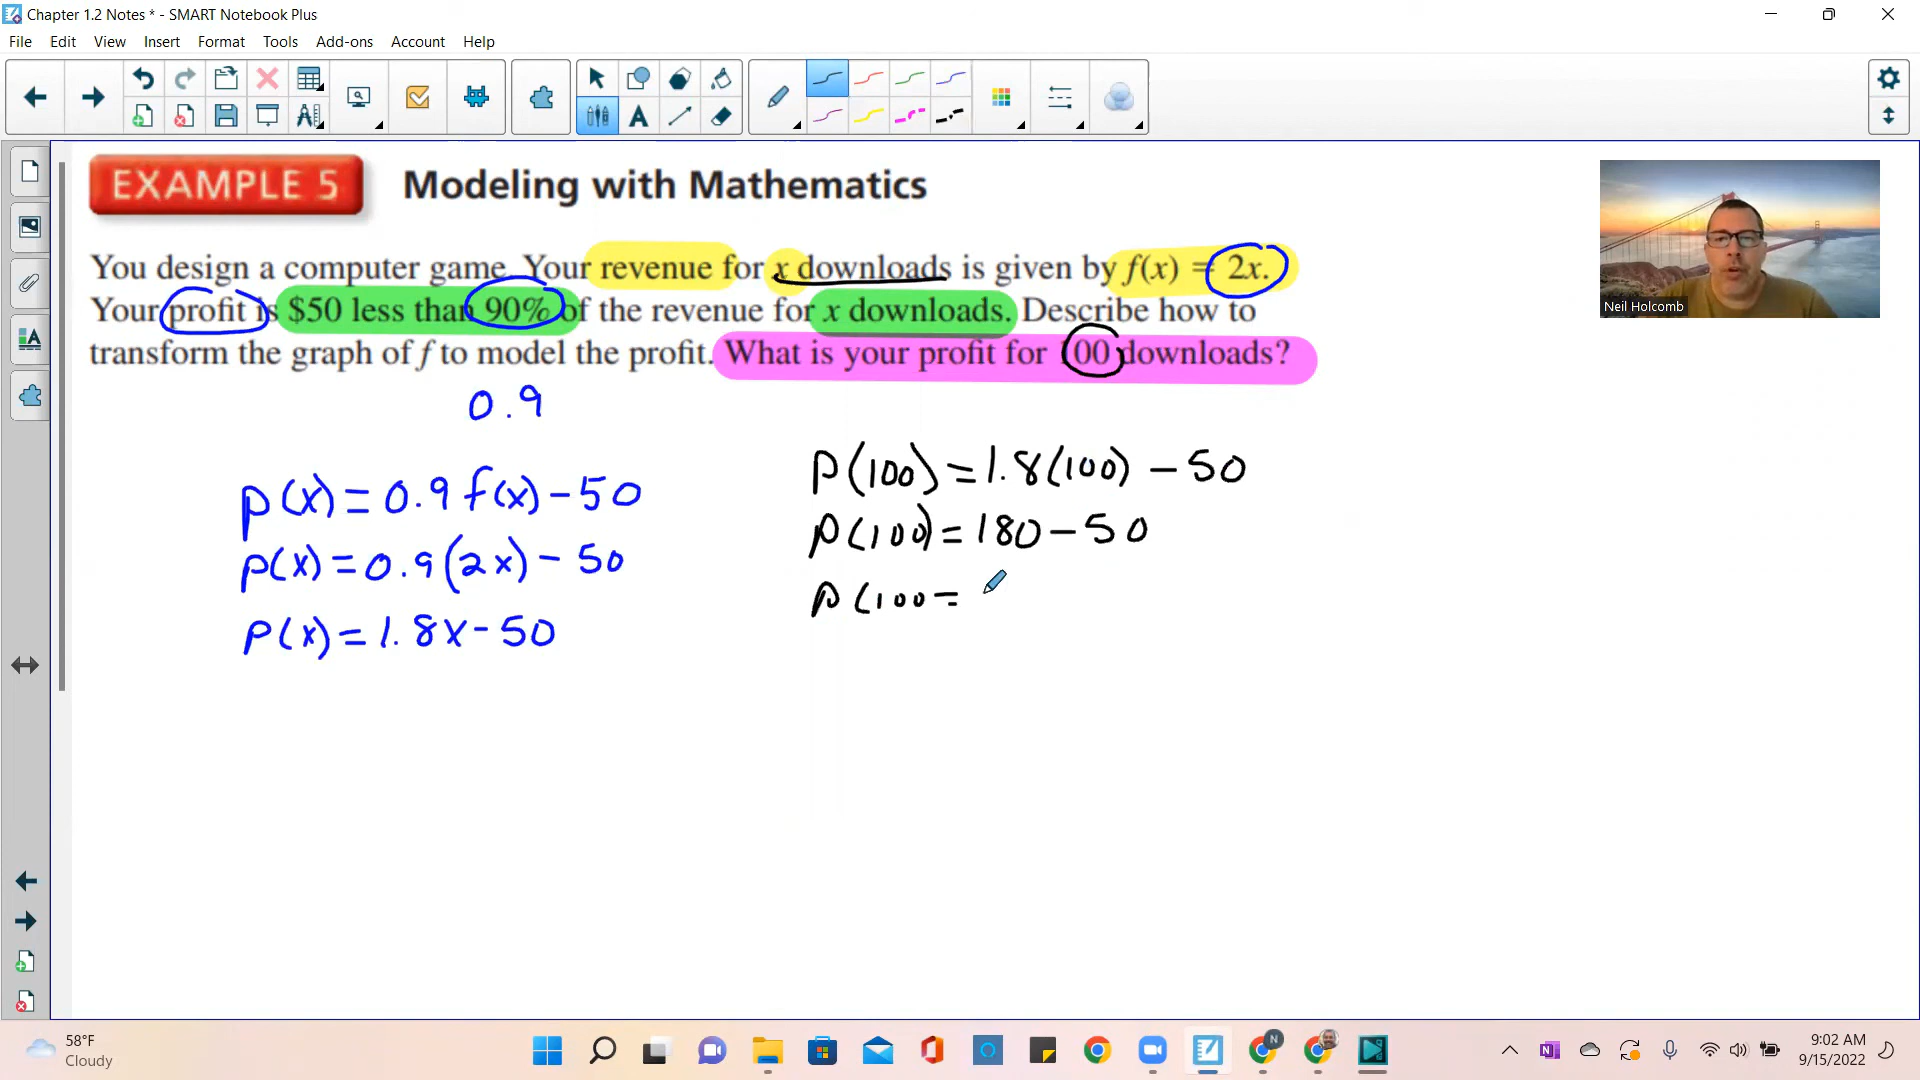 Chapter 1.2 Notes * - SMART Notebook Plus
File Edit View Insert Format Tools Add-ons Account Help
EXAMPLE 5 Modeling with Mathematics
You design a computer game. Your revenue for x downloads is given by f(x) = 2x.
Your profit is $50 less than 90% of the revenue for x downloads. Describe how to
transform the graph of f to model the profit. What is your profit for 100 downloads?
Neil Holcomb
0.9
p(x) = 0.9 f(x) - 50
p(x) = 0.9(2x) - 50
p(x) = 1.8x - 50
p(100) = 1.8(100) - 50
p(100) = 180 - 50
p(100 =
58°F
Cloudy
9:02 AM
9/15/2022